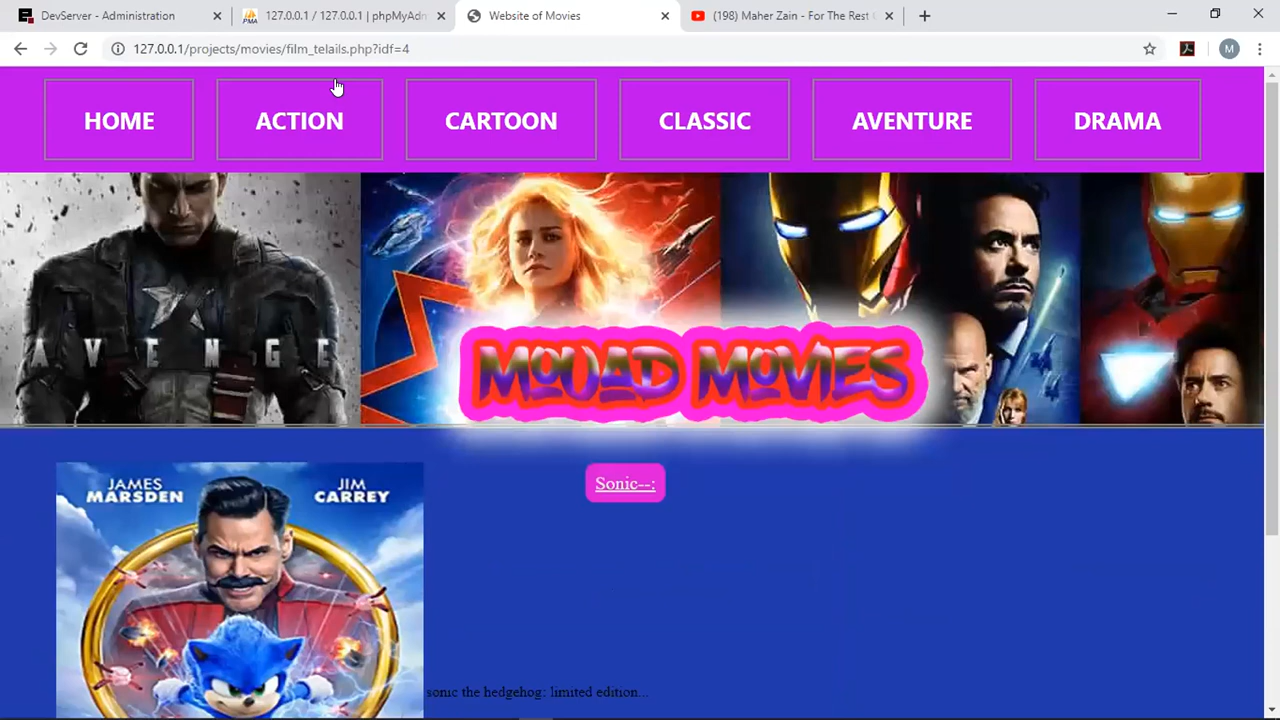 DevServer - Administration
PMA
127.0.0.1 / 127.0.0.1 | phpMyAdm
Website of Movies
(198) Maher Zain - For The Rest O
127.0.0.1/projects/movies/film_telails.php?idf=4
M
HOME
ACTION
CARTOON
CLASSIC
AVENTURE
DRAMA
AVENGE
MOUAD MOVIES
JAMES MARSDEN
JIM CARREY
Sonic--:
sonic the hedgehog: limited edition...